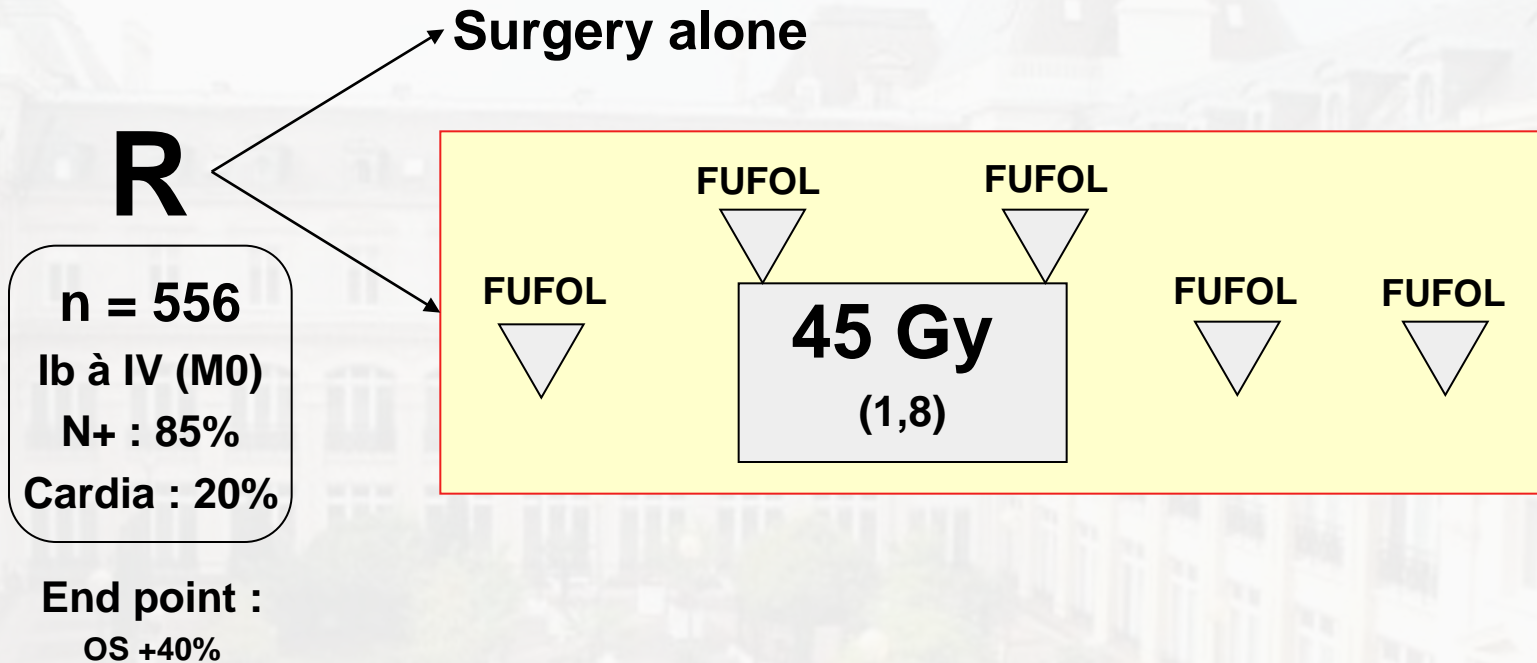 Surgery alone
R
n = 556
Ib à IV (M0)
N+ : 85%
Cardia : 20%
End point :
OS +40%
FUFOL
FUFOL
FUFOL
45 Gy
(1,8)
FUFOL
FUFOL